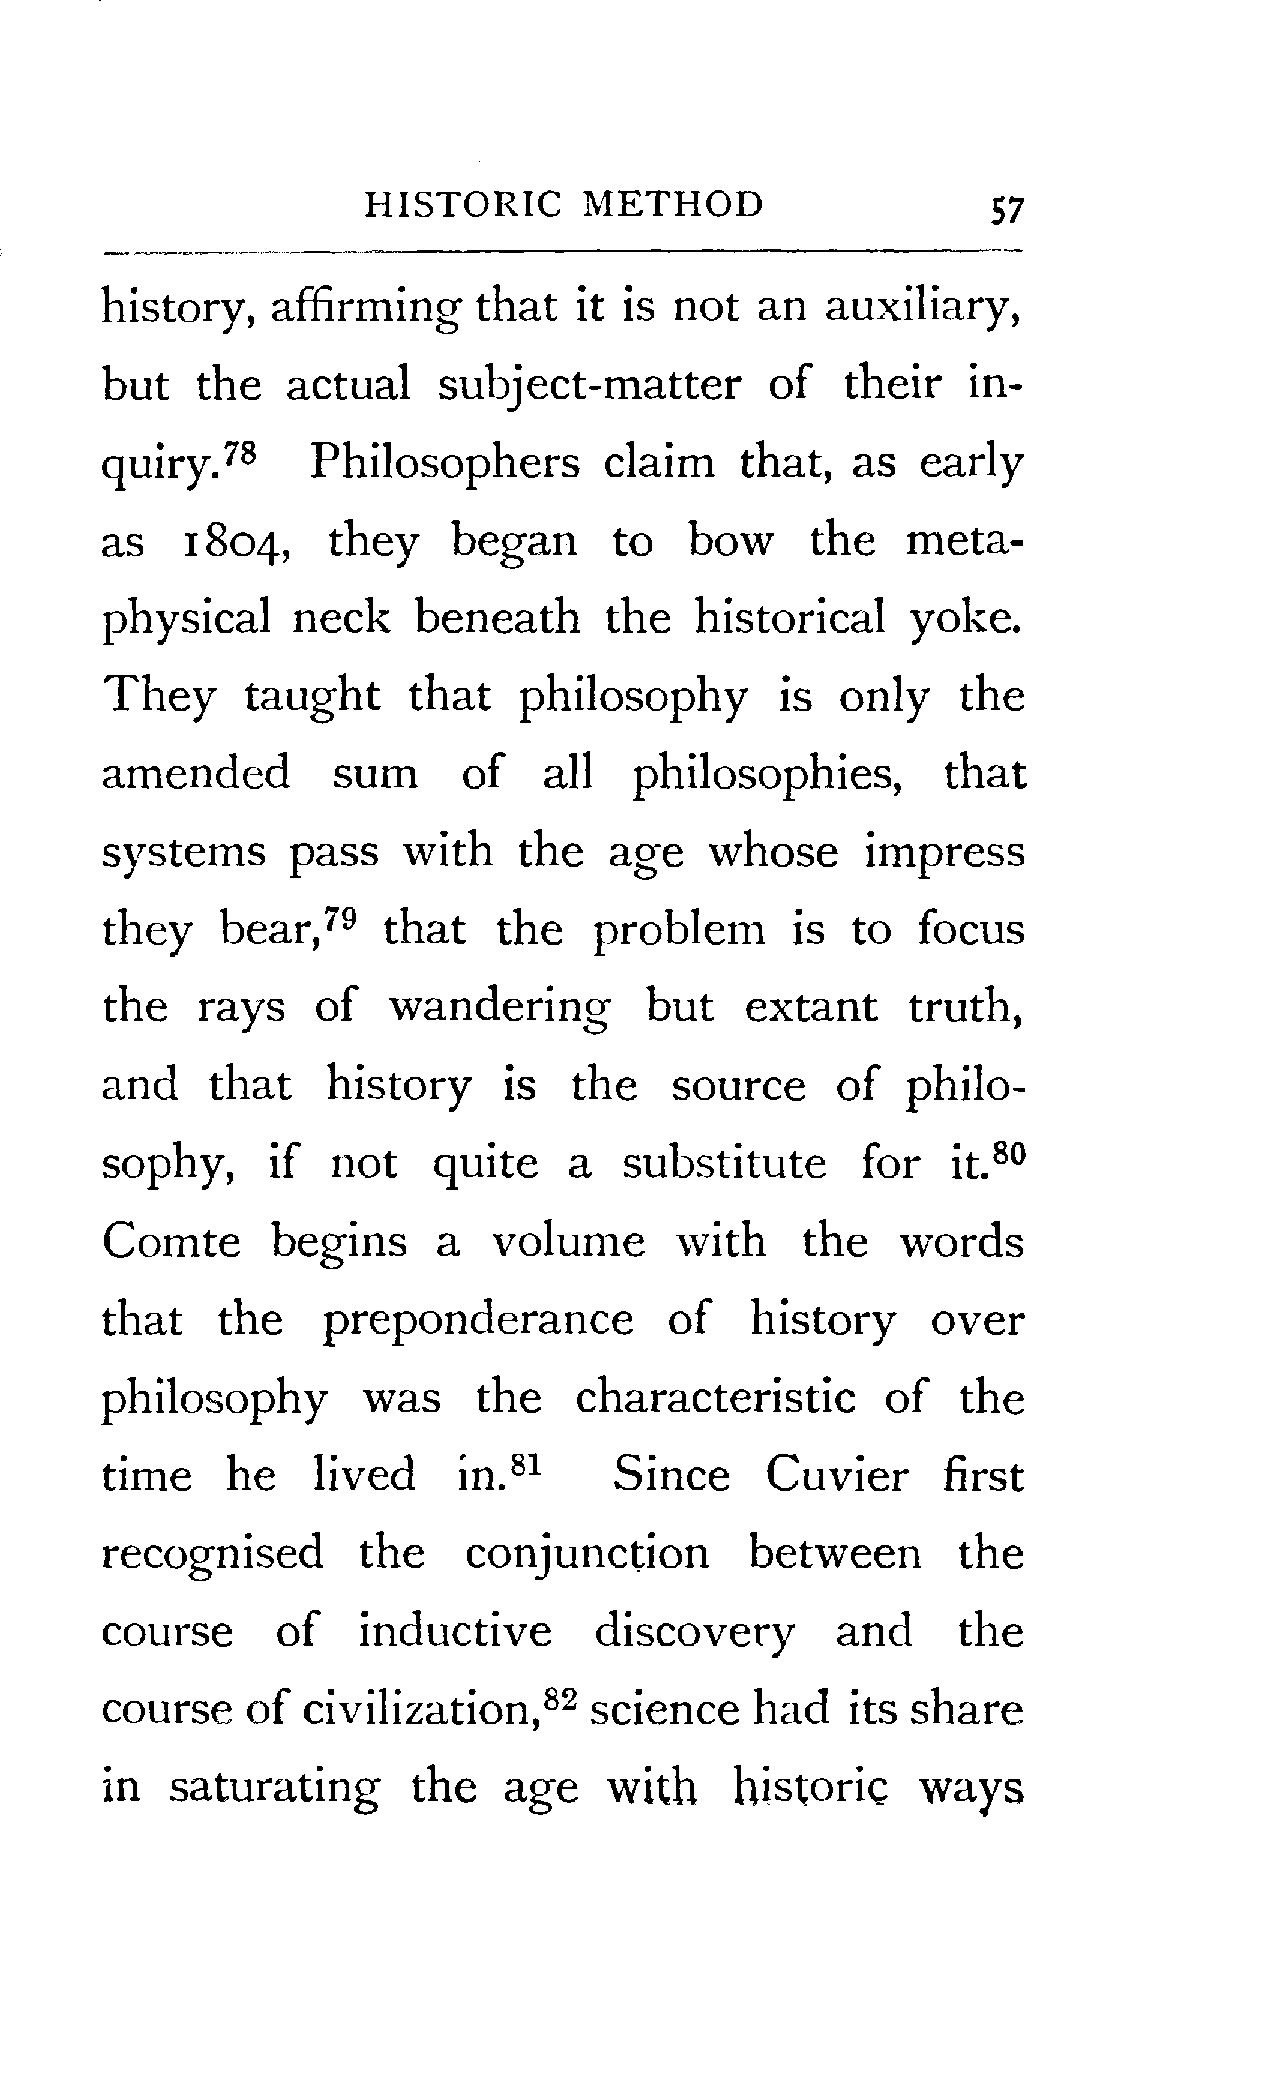 HISTORIC METHOD 57
history, affirming that it is not an auxiliary,
but the actual subject-matter of their in-
quiry.⁷⁸ Philosophers claim that, as early
as 1804, they began to bow the meta-
physical neck beneath the historical yoke.
They taught that philosophy is only the
amended sum of all philosophies, that
systems pass with the age whose impress
they bear,⁷⁹ that the problem is to focus
the rays of wandering but extant truth,
and that history is the source of philo-
sophy, if not quite a substitute for it.⁸⁰
Comte begins a volume with the words
that the preponderance of history over
philosophy was the characteristic of the
time he lived in.⁸¹ Since Cuvier first
recognised the conjunction between the
course of inductive discovery and the
course of civilization,⁸² science had its share
in saturating the age with historic ways